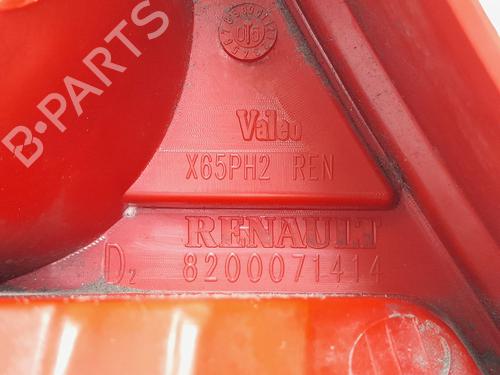 Valeo
X65PH2 REN
RENAULT
D2 8200071414
B-PARTS